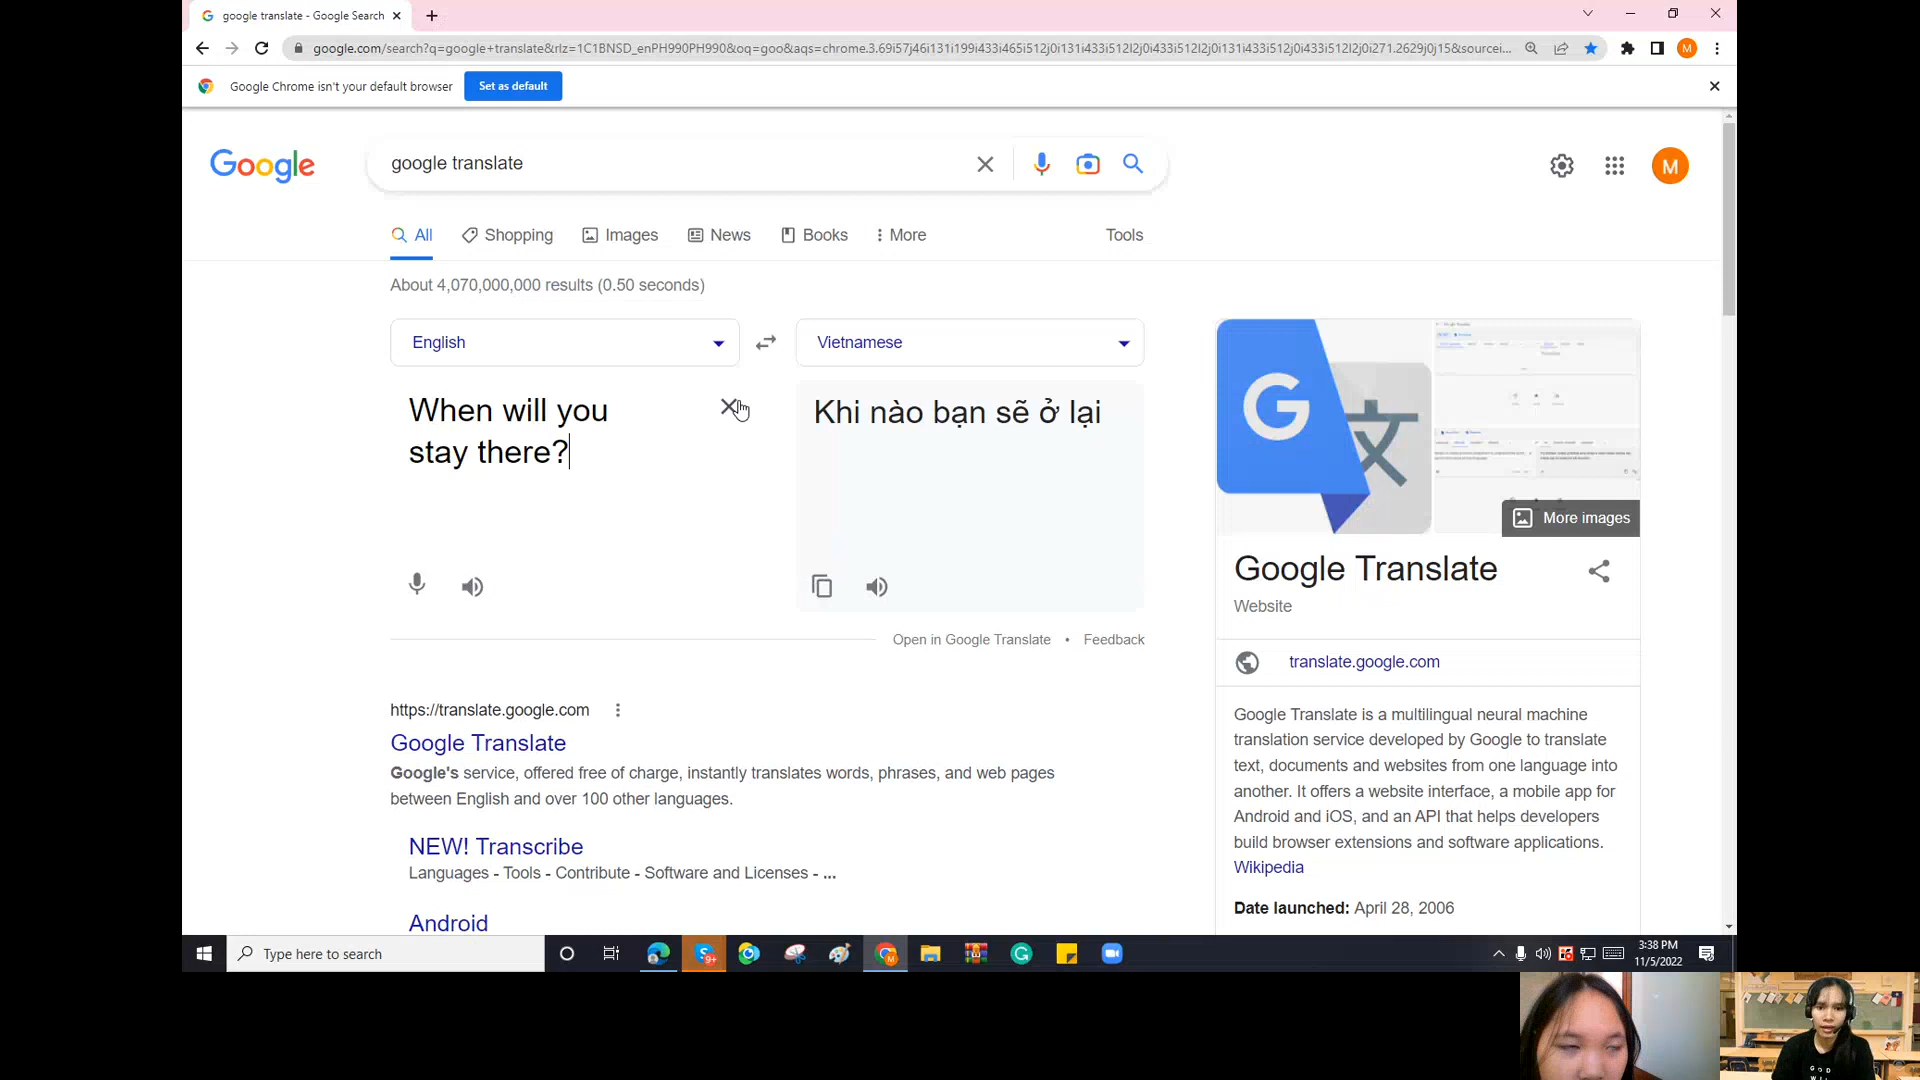 google translate - Google Search
google.com/search?q=google+translate&rlz=1C1BNSD_enPH990PH990&oq=goo&aqs=chrome.3.69i57j46i131i199i433i465i512j0i131i433i512l2j0i433i512l2j0i131i433i512j0i433i512l2j0i271.2629j0j15&sourcei...
M
Google Chrome isn't your default browser
Set as default
Google
google translate
M
All
Shopping
Images
News
Books
More
Tools
About 4,070,000,000 results (0.50 seconds)
English
Vietnamese
When will you
stay there?
Khi nào bạn sẽ ở lại
Open in Google Translate • Feedback
https://translate.google.com
Google Translate
Google's service, offered free of charge, instantly translates words, phrases, and web pages
between English and over 100 other languages.
NEW! Transcribe
Languages - Tools - Contribute - Software and Licenses - ...
Android
G
文
More images
Google Translate
Website
translate.google.com
Google Translate is a multilingual neural machine
translation service developed by Google to translate
text, documents and websites from one language into
another. It offers a website interface, a mobile app for
Android and iOS, and an API that helps developers
build browser extensions and software applications.
Wikipedia
Date launched: April 28, 2006
Type here to search
9+
3:38 PM
11/5/2022
GOD